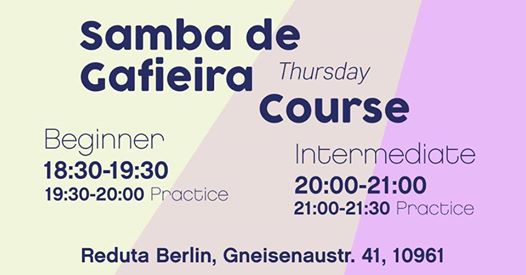 Samba de
Gafieira Thursday
Course
Beginner
18:30-19:30
19:30-20:00 Practice
Intermediate
20:00-21:00
21:00-21:30 Practice
Reduta Berlin, Gneisenaustr. 41, 10961